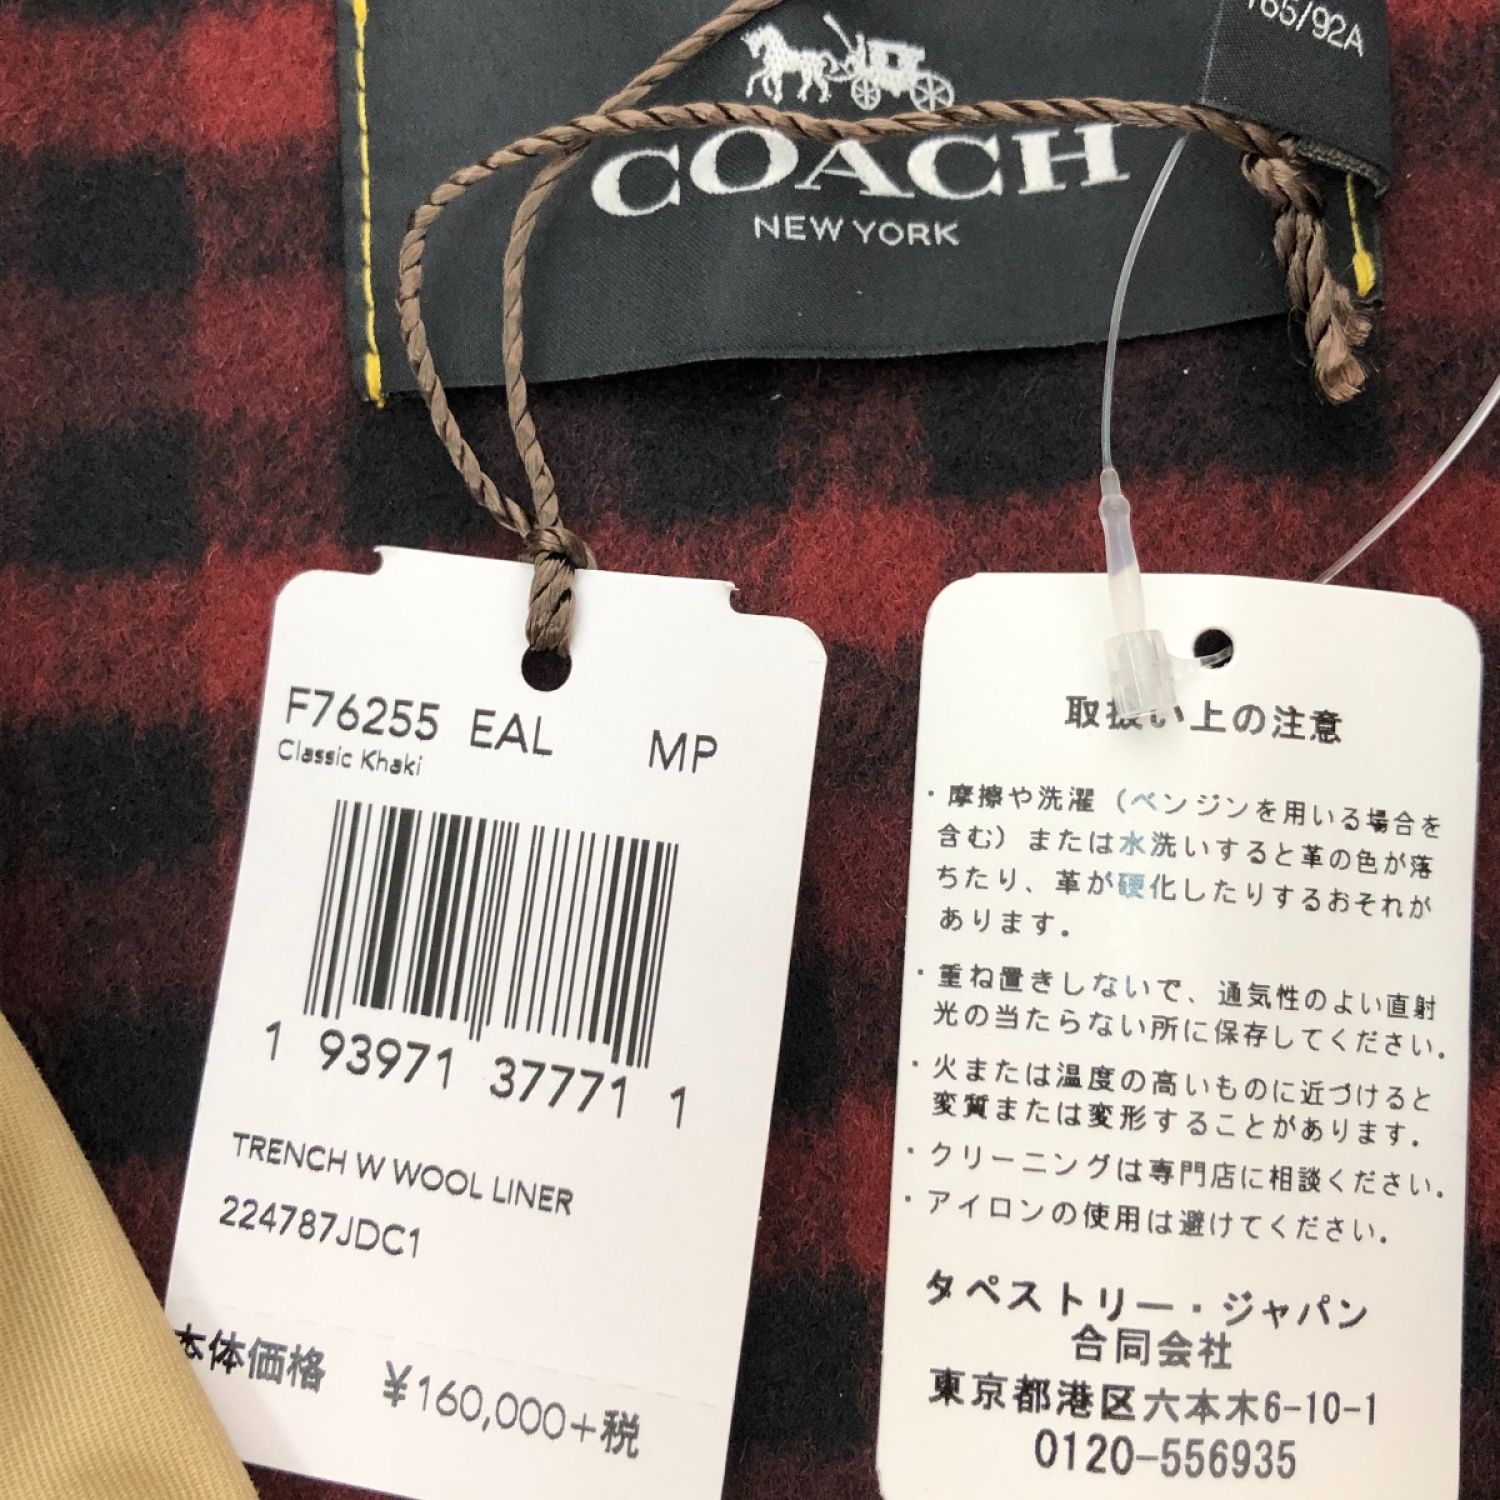 165/92A
COACH
NEW YORK
F76255 EAL MP
Classic Khaki
1 93971 37771 1
TRENCH W WOOL LINER
224787JDC1
本体価格 ¥160,000+税
取扱い上の注意
・摩擦や洗濯（ベンジンを用いる場合を
含む）または水洗いすると革の色が落
ちたり、革が硬化したりするおそれが
あります。
・重ね置きしないで、通気性のよい直射
光の当たらない所に保存してください。
・火または温度の高いものに近づけると
変質または変形することがあります。
・クリーニングは専門店に相談ください。
・アイロンの使用は避けてください。
タペストリー・ジャパン
合同会社
東京都港区六本木6-10-1
0120-556935